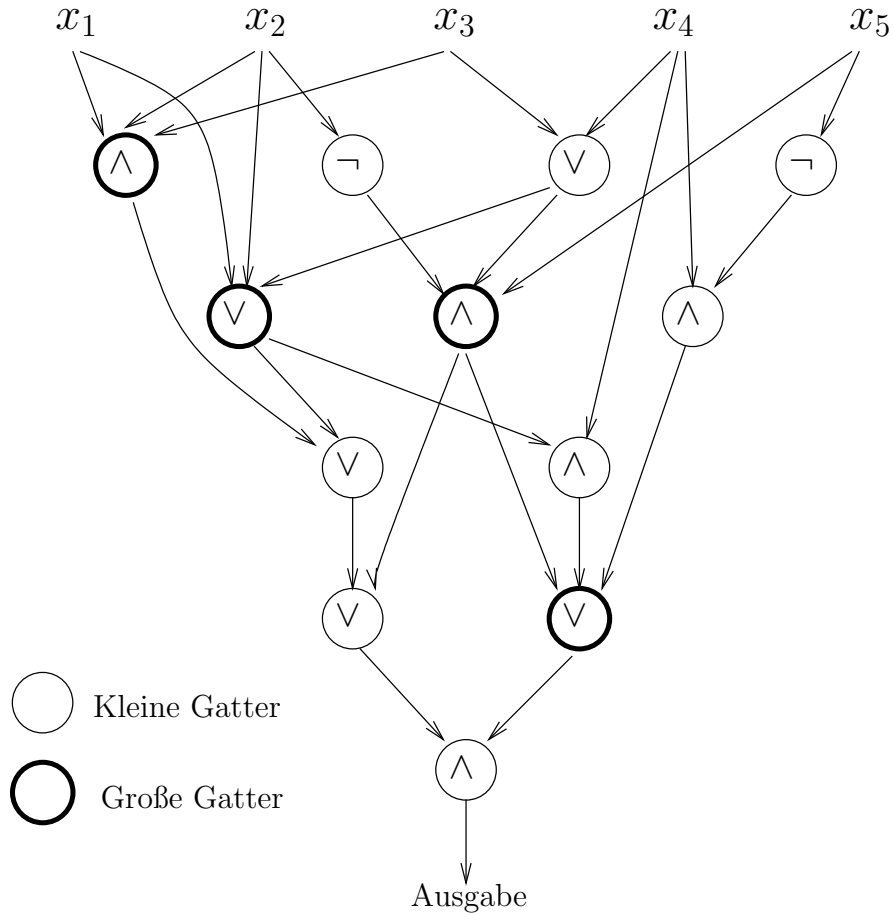 x₁ x₂ x₃ x₄ x₅
∧ ¬ ∨ ¬
∨ ∧ ∧
∨ ∧
∨ ∨
Kleine Gatter
∧
Große Gatter
Ausgabe